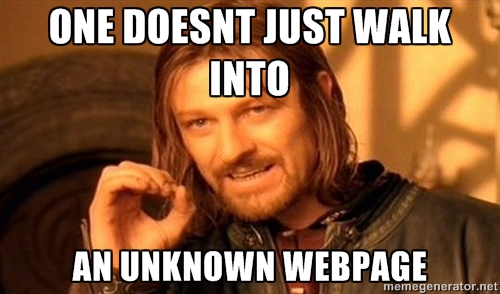 ONE DOESNT JUST WALK
INTO
AN UNKNOWN WEBPAGE
memegenerator.net